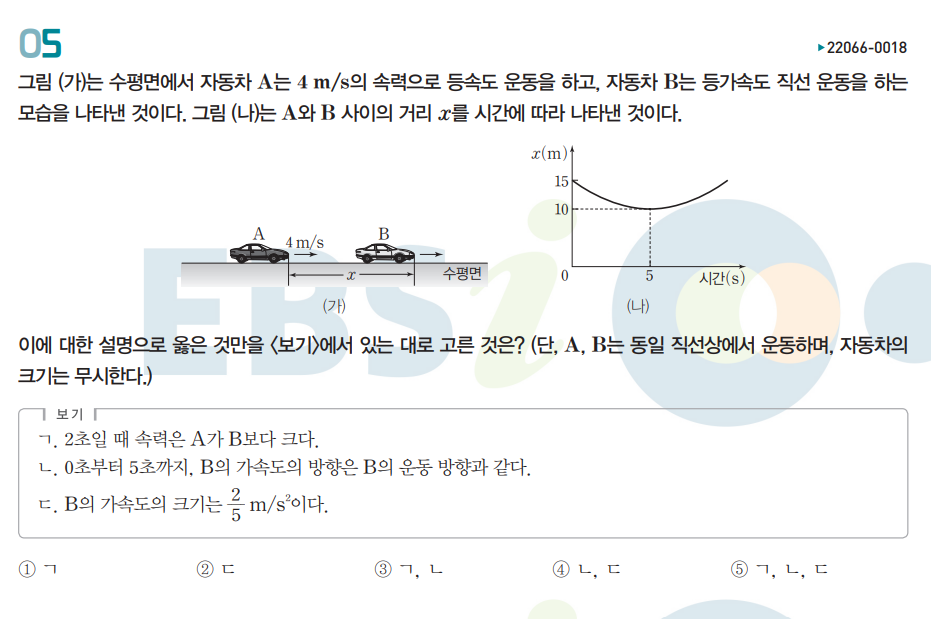 05
▶22066-0018
그림 (가)는 수평면에서 자동차 A는 4 m/s의 속력으로 등속도 운동을 하고, 자동차 B는 등가속도 직선 운동을 하는
모습을 나타낸 것이다. 그림 (나)는 A와 B 사이의 거리 x를 시간에 따라 나타낸 것이다.
A
4 m/s
B
x
수평면
(가)
x(m)
15
10
0
5
시간(s)
(나)
이에 대한 설명으로 옳은 것만을 <보기>에서 있는 대로 고른 것은? (단, A, B는 동일 직선상에서 운동하며, 자동차의
크기는 무시한다.)
보기
ㄱ. 2초일 때 속력은 A가 B보다 크다.
ㄴ. 0초부터 5초까지, B의 가속도의 방향은 B의 운동 방향과 같다.
ㄷ. B의 가속도의 크기는 2/5 m/s²이다.
① ㄱ ② ㄷ ③ ㄱ, ㄴ ④ ㄴ, ㄷ ⑤ ㄱ, ㄴ, ㄷ
EBSi